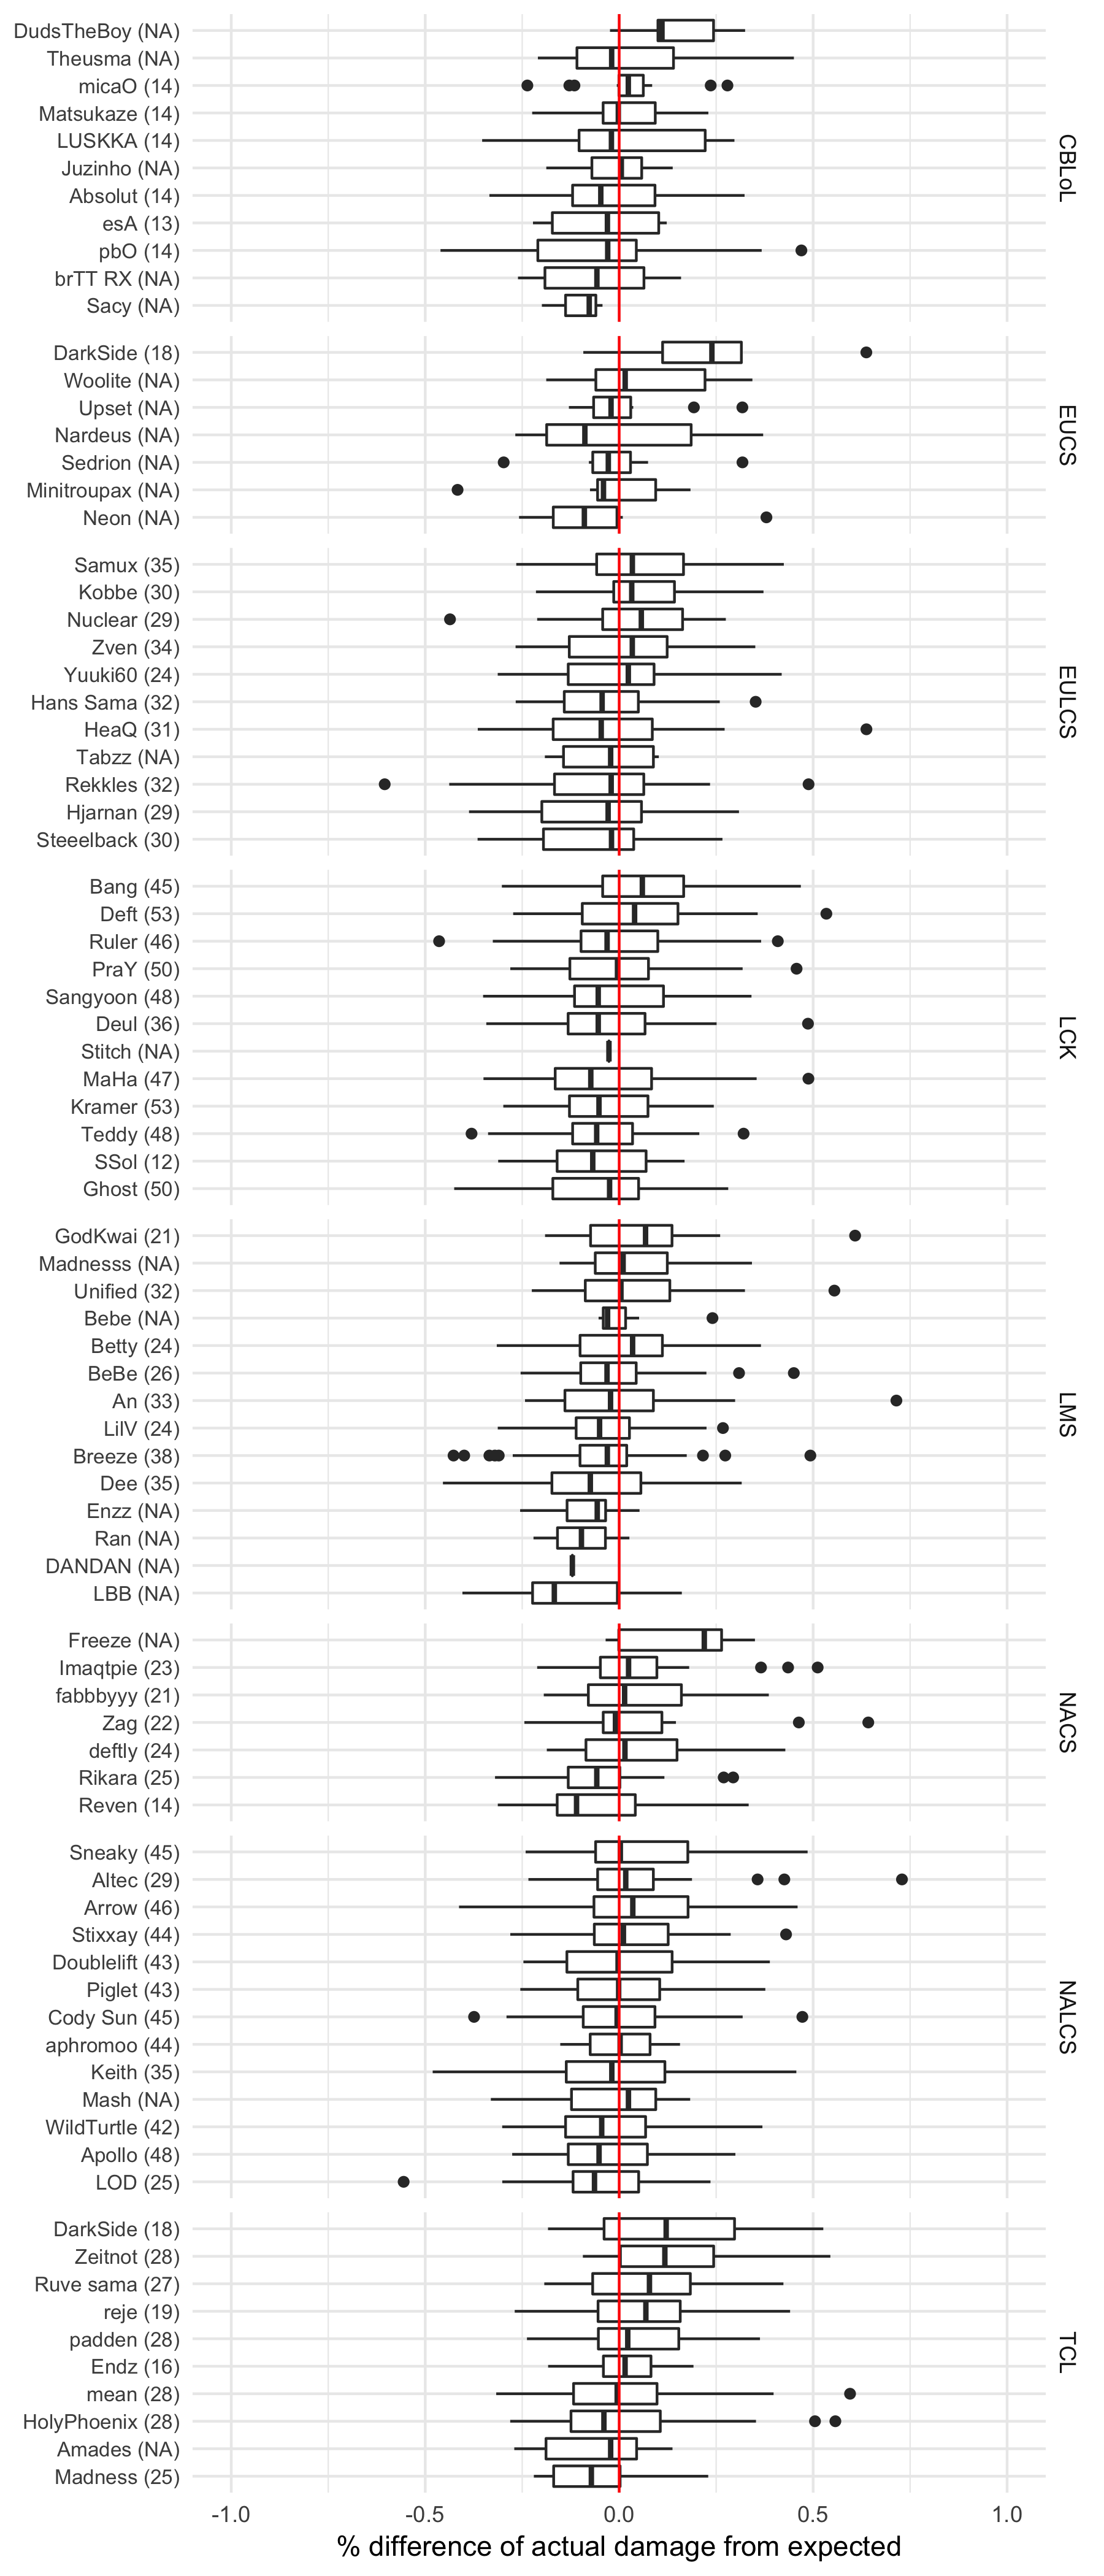 DudsTheBoy (NA)
Theusma (NA)
micaO (14)
Matsukaze (14)
LUSKKA (14)
Juzinho (NA)
Absolut (14)
esA (13)
pbO (14)
brTT RX (NA)
Sacy (NA)
CBLoL
DarkSide (18)
Woolite (NA)
Upset (NA)
Nardeus (NA)
Sedrion (NA)
Minitroupax (NA)
Neon (NA)
EUCS
Samux (35)
Kobbe (30)
Nuclear (29)
Zven (34)
Yuuki60 (24)
Hans Sama (32)
HeaQ (31)
Tabzz (NA)
Rekkles (32)
Hjarnan (29)
Steeelback (30)
EULCS
Bang (45)
Deft (53)
Ruler (46)
PraY (50)
Sangyoon (48)
Deul (36)
Stitch (NA)
MaHa (47)
Kramer (53)
Teddy (48)
SSol (12)
Ghost (50)
LCK
GodKwai (21)
Madnesss (NA)
Unified (32)
Bebe (NA)
Betty (24)
BeBe (26)
An (33)
LilV (24)
Breeze (38)
Dee (35)
Enzz (NA)
Ran (NA)
DANDAN (NA)
LBB (NA)
LMS
Freeze (NA)
Imaqtpie (23)
fabbbyyy (21)
Zag (22)
deftly (24)
Rikara (25)
Reven (14)
NACS
Sneaky (45)
Altec (29)
Arrow (46)
Stixxay (44)
Doublelift (43)
Piglet (43)
Cody Sun (45)
aphromoo (44)
Keith (35)
Mash (NA)
WildTurtle (42)
Apollo (48)
LOD (25)
NALCS
DarkSide (18)
Zeitnot (28)
Ruve sama (27)
reje (19)
padden (28)
Endz (16)
mean (28)
HolyPhoenix (28)
Amades (NA)
Madness (25)
TCL
-1.0 -0.5 0.0 0.5 1.0
% difference of actual damage from expected